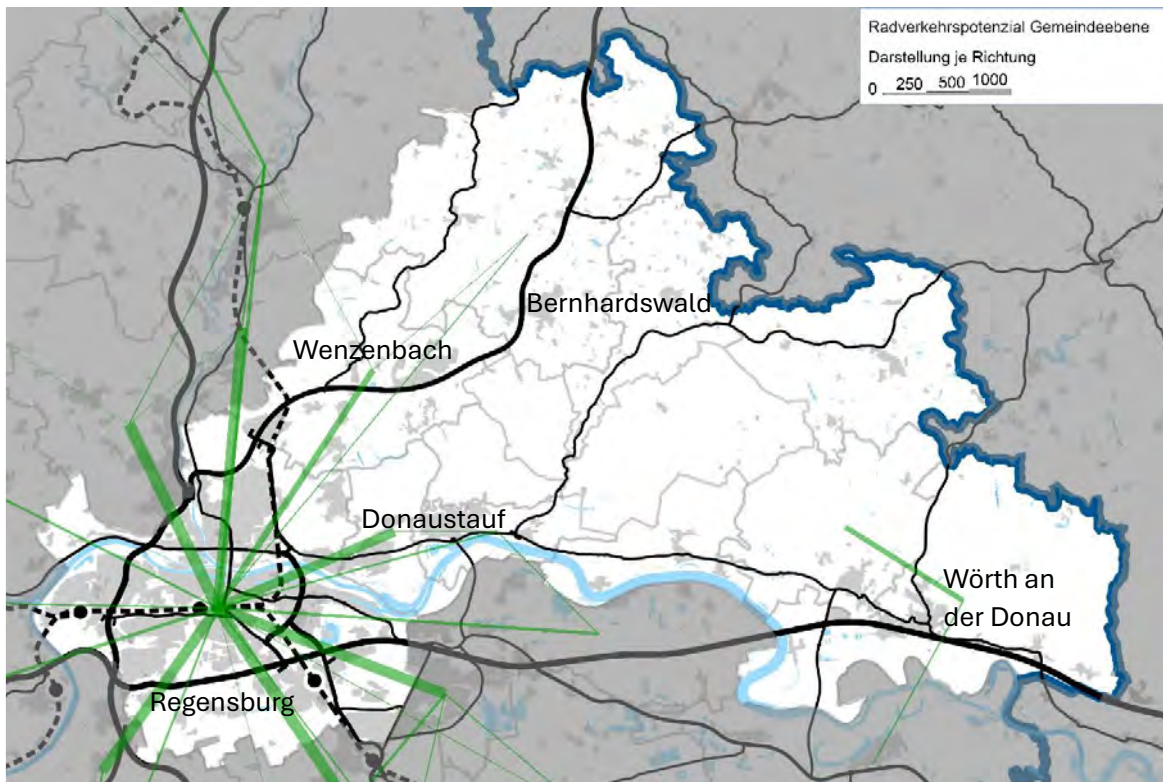 Radverkehrspotenzial Gemeindeebene
Darstellung je Richtung
0 250 500 1000
Bernhardswald
Wenzenbach
Donaustauf
Wörth an
der Donau
Regensburg